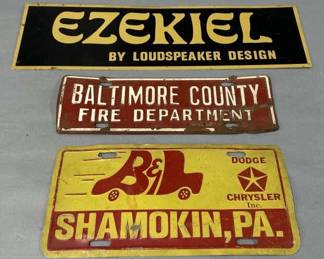 EZEKIEL
BY LOUDSPEAKER DESIGN
BALTIMORE COUNTY
FIRE DEPARTMENT
B&L
DODGE
CHRYSLER
Inc.
SHAMOKIN, PA.